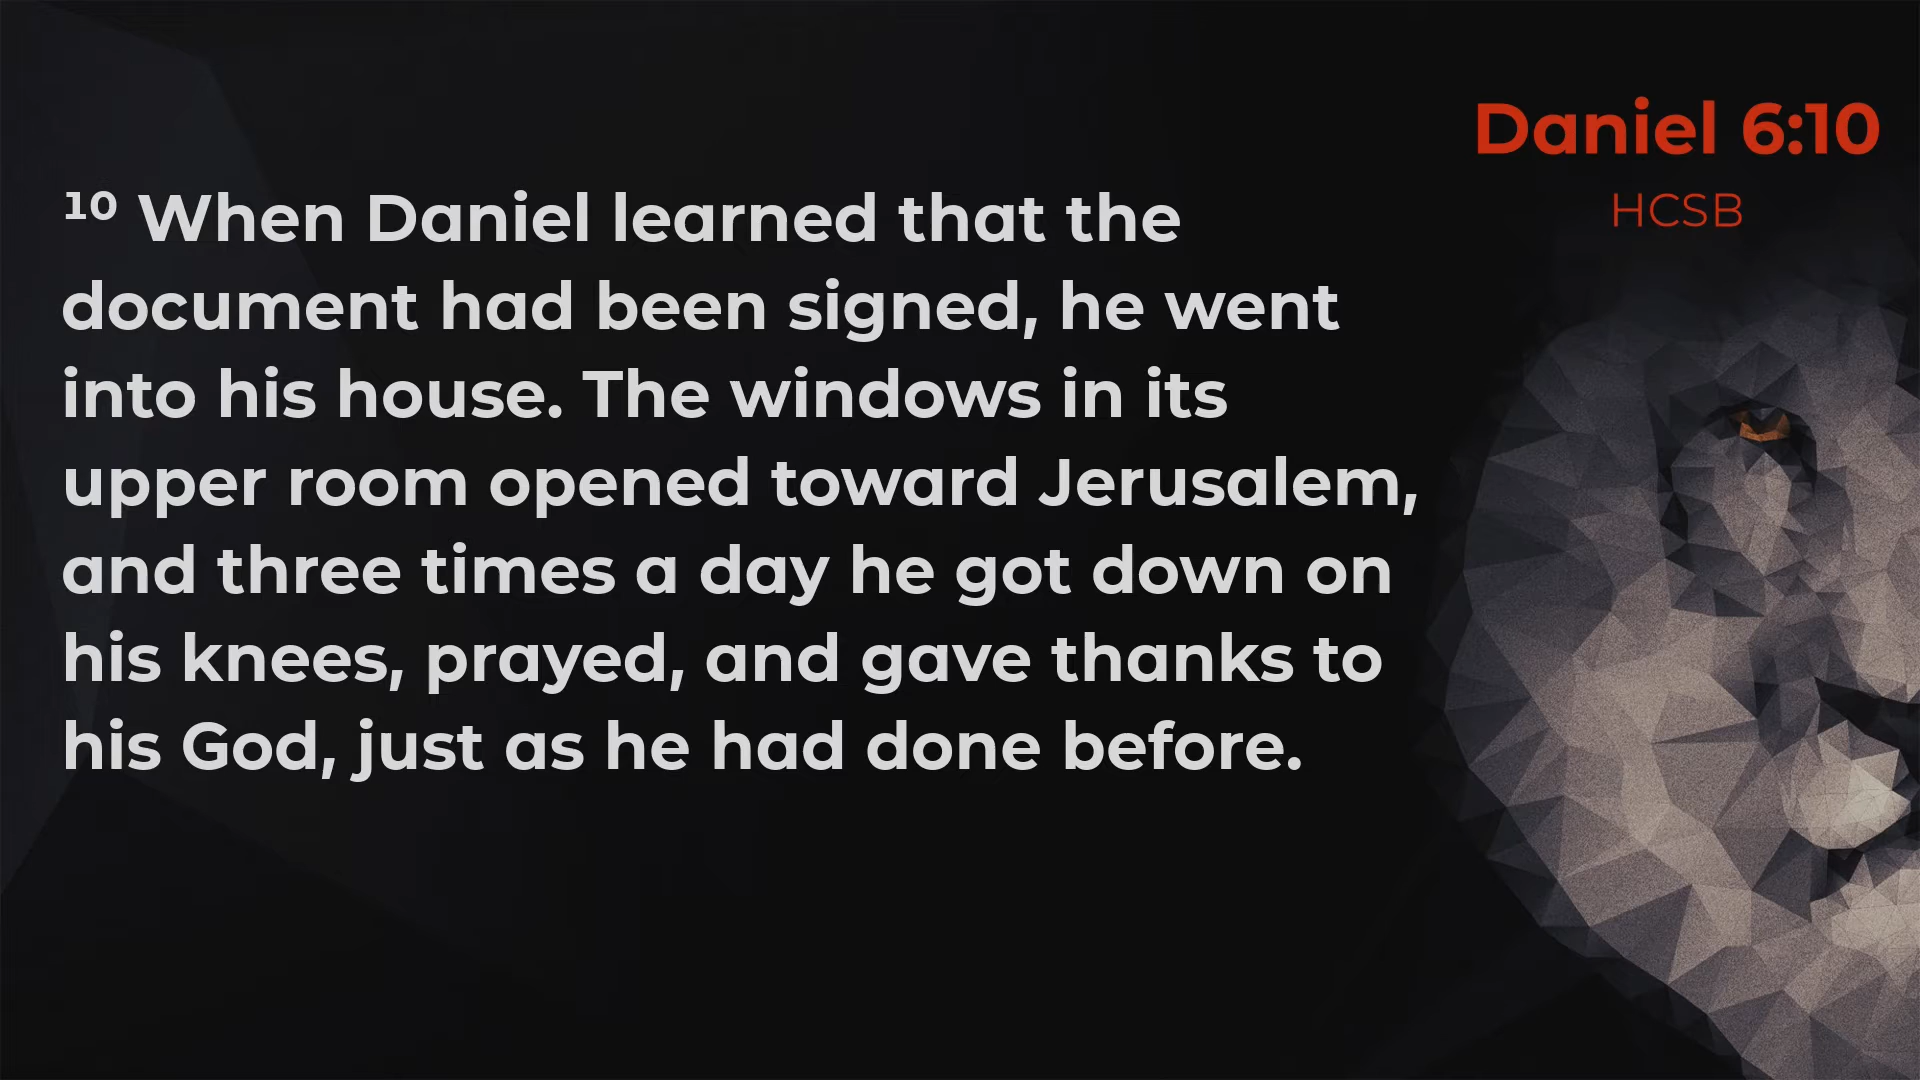 Daniel 6:10
HCSB
¹⁰ When Daniel learned that the
document had been signed, he went
into his house. The windows in its
upper room opened toward Jerusalem,
and three times a day he got down on
his knees, prayed, and gave thanks to
his God, just as he had done before.